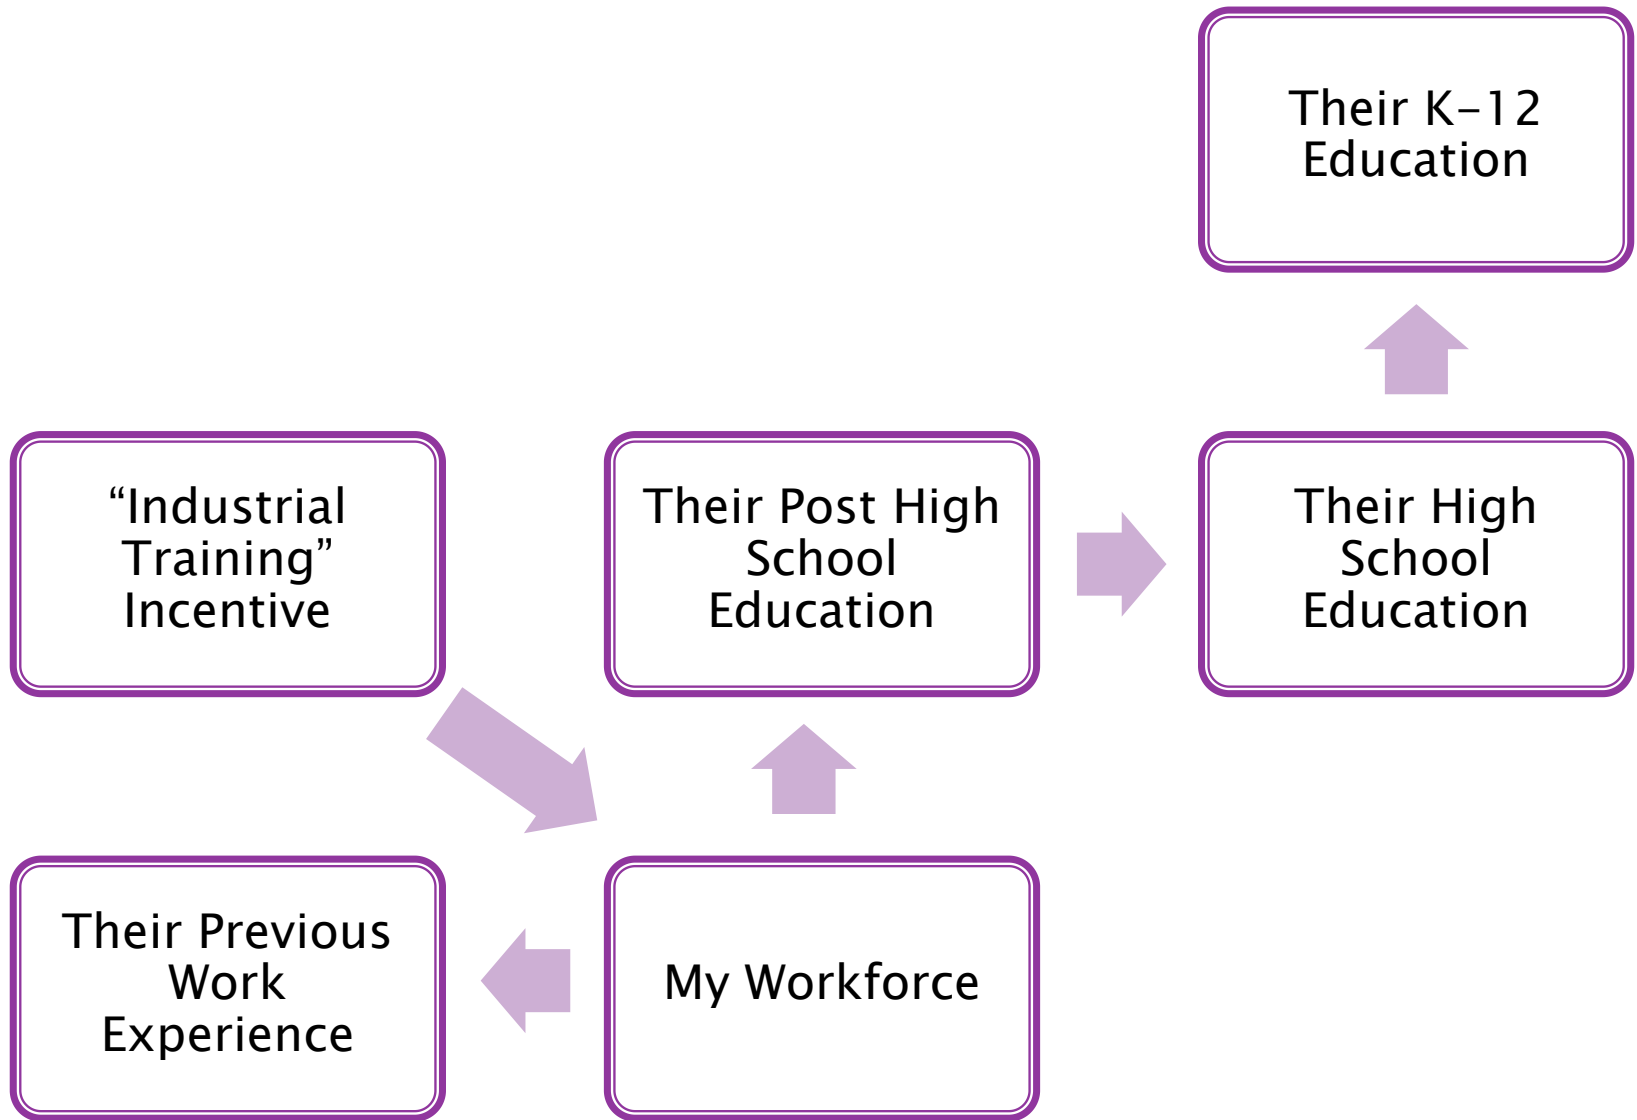 Their K–12
Education
“Industrial
Training”
Incentive
Their Post High
School
Education
Their High
School
Education
Their Previous
Work
Experience
My Workforce